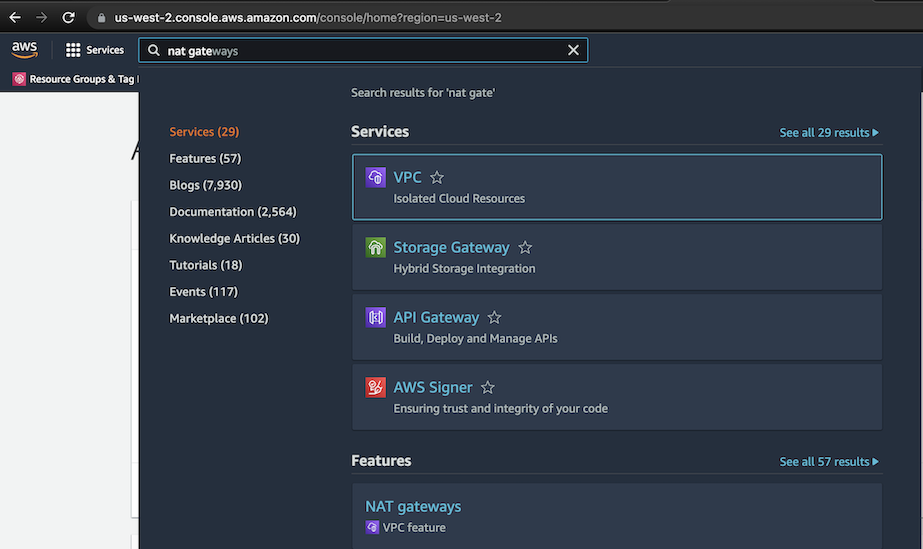 us-west-2.console.aws.amazon.com/console/home?region=us-west-2
aws
Services
nat gateways
Resource Groups & Tag
Search results for 'nat gate'
Services (29)
Features (57)
Blogs (7,930)
Documentation (2,564)
Knowledge Articles (30)
Tutorials (18)
Events (117)
Marketplace (102)
Services
See all 29 results
VPC
Isolated Cloud Resources
Storage Gateway
Hybrid Storage Integration
API Gateway
Build, Deploy and Manage APIs
AWS Signer
Ensuring trust and integrity of your code
Features
See all 57 results
NAT gateways
VPC feature